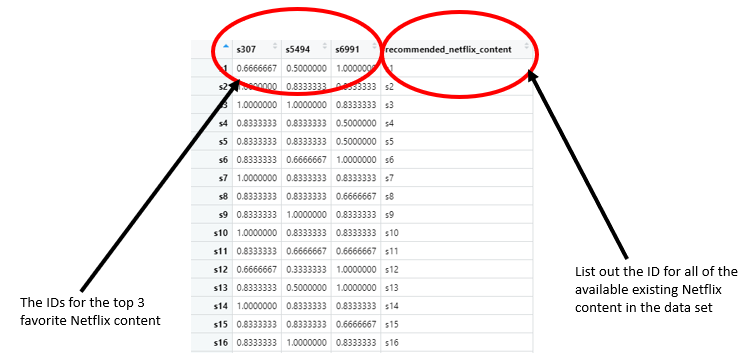 s307 s5494 s6991 recommended_netflix_content
s1 0.6666667 0.5000000 1.0000000 s1
s2 0.8333333 s2
s3 1.0000000 1.0000000 0.8333333 s3
s4 0.8333333 0.8333333 0.5000000 s4
s5 0.8333333 0.8333333 0.5000000 s5
s6 0.8333333 0.6666667 1.0000000 s6
s7 1.0000000 0.8333333 0.8333333 s7
s8 0.8333333 0.8333333 0.6666667 s8
s9 0.8333333 1.0000000 0.8333333 s9
s10 1.0000000 0.8333333 0.8333333 s10
s11 0.8333333 0.6666667 0.6666667 s11
s12 0.6666667 0.3333333 1.0000000 s12
s13 0.8333333 0.5000000 1.0000000 s13
s14 1.0000000 0.8333333 0.8333333 s14
s15 0.8333333 0.8333333 0.6666667 s15
s16 0.8333333 1.0000000 0.8333333 s16
The IDs for the top 3
favorite Netflix content
List out the ID for all of the
available existing Netflix
content in the data set